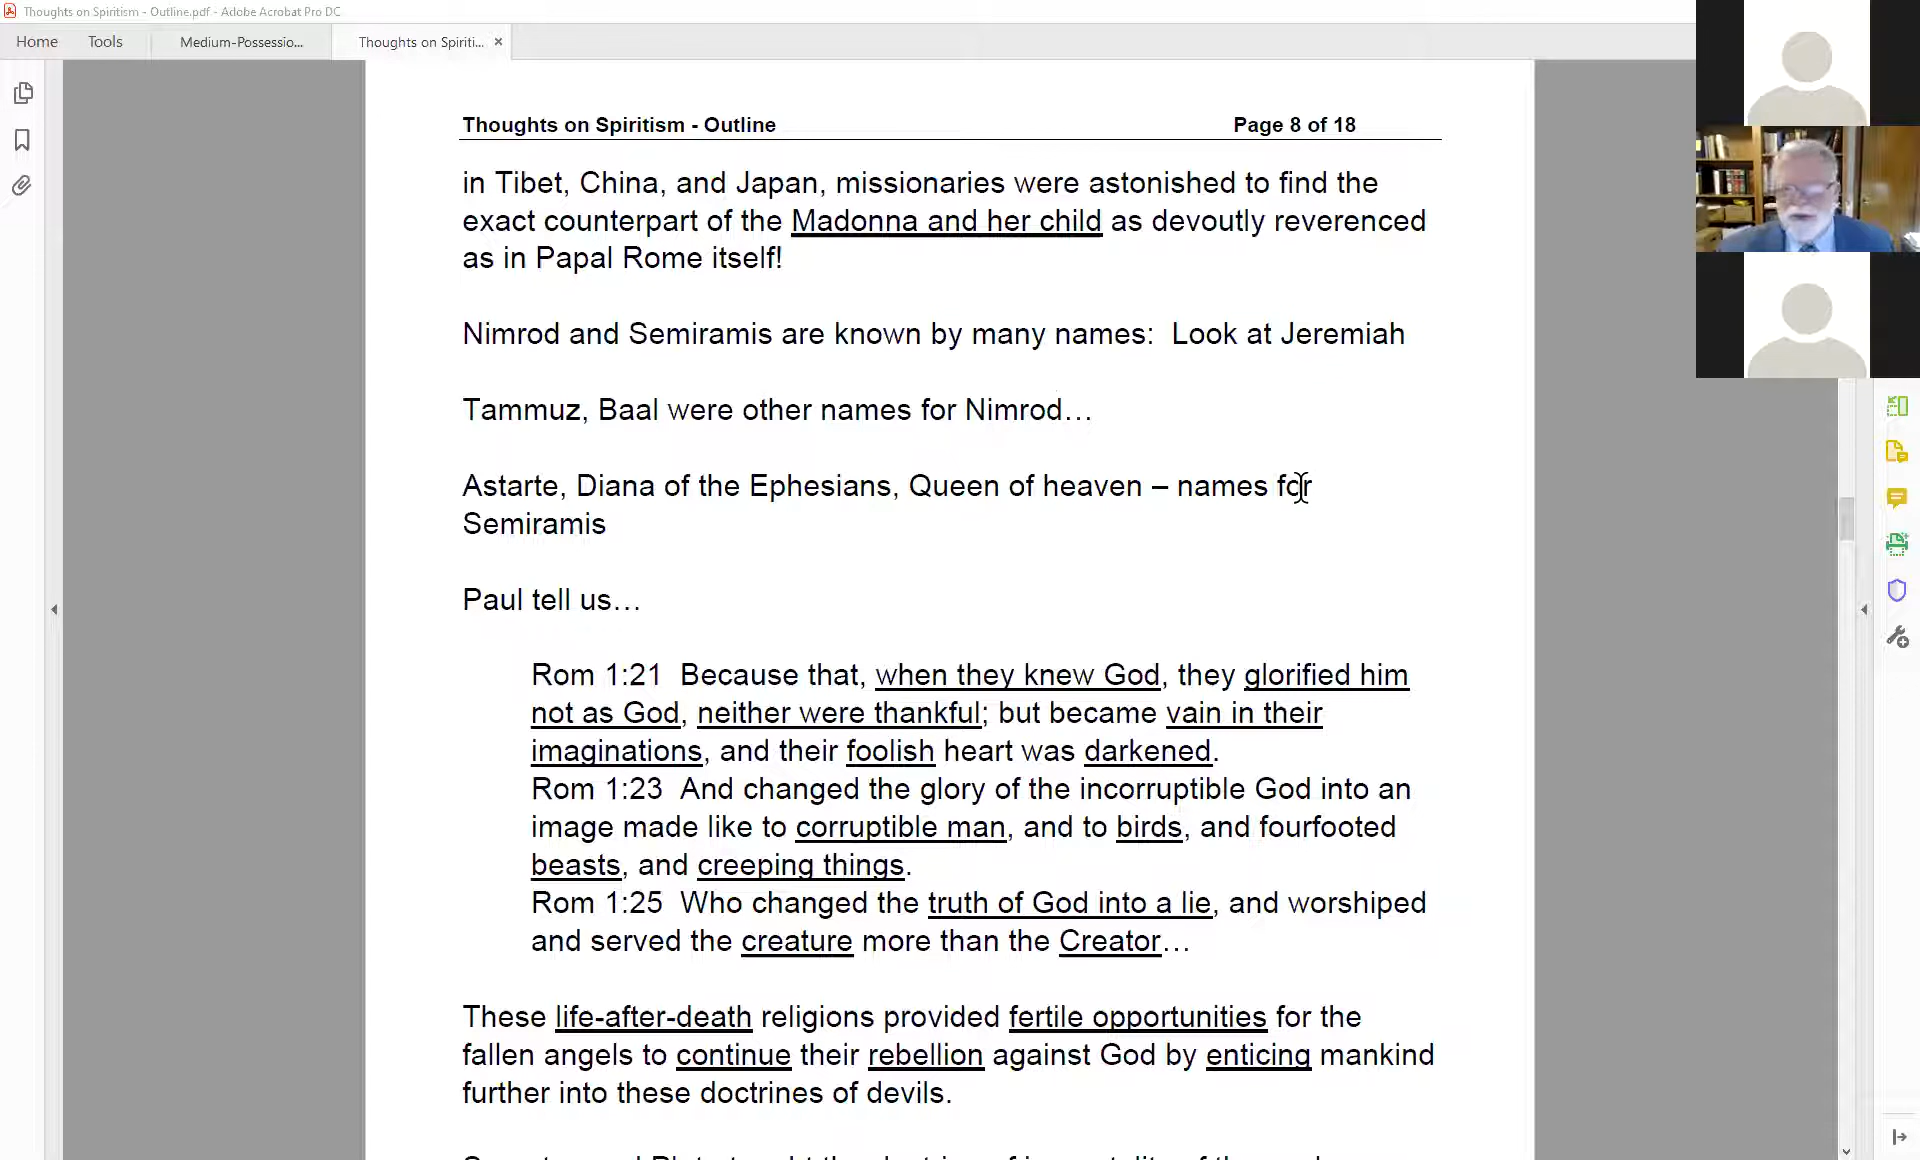 Thoughts on Spiritism - Outline.pdf - Adobe Acrobat Pro DC
Home Tools Medium-Possessio... Thoughts on Spiriti... ×
Thoughts on Spiritism - Outline Page 8 of 18
in Tibet, China, and Japan, missionaries were astonished to find the
exact counterpart of the Madonna and her child as devoutly reverenced
as in Papal Rome itself!
Nimrod and Semiramis are known by many names:  Look at Jeremiah
Tammuz, Baal were other names for Nimrod…
Astarte, Diana of the Ephesians, Queen of heaven – names for
Semiramis
Paul tell us…
Rom 1:21  Because that, when they knew God, they glorified him
not as God, neither were thankful; but became vain in their
imaginations, and their foolish heart was darkened.
Rom 1:23  And changed the glory of the incorruptible God into an
image made like to corruptible man, and to birds, and fourfooted
beasts, and creeping things.
Rom 1:25  Who changed the truth of God into a lie, and worshiped
and served the creature more than the Creator…
These life-after-death religions provided fertile opportunities for the
fallen angels to continue their rebellion against God by enticing mankind
further into these doctrines of devils.